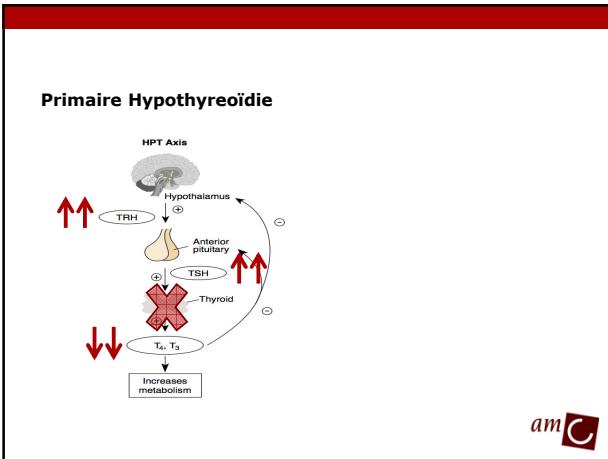 Primaire Hypothyreoïdie
HPT Axis
Hypothalamus
+
−
TRH
Anterior
pituitary
+
TSH
Thyroid
+
−
T4, T3
Increases
metabolism
amc